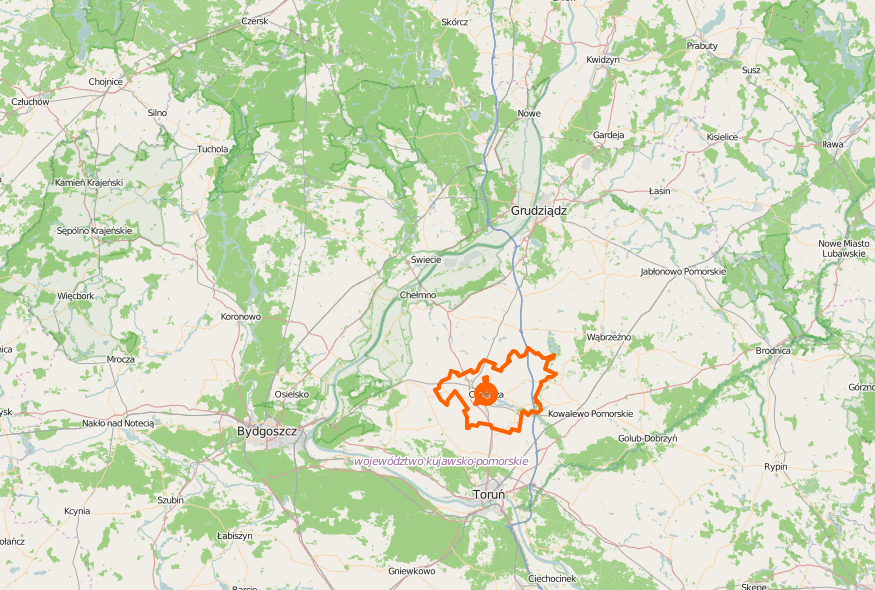 Skórcz
Czersk
Prabuty
Kwidzyn
Susz
Chojnice
Człuchów
Silno
Nowe
Gardeja
Kisielice
Iława
Tuchola
Kamień Krajeński
Łasin
Grudziądz
Sępólno Krajeńskie
Nowe Miasto
Lubawskie
Świecie
Jabłonowo Pomorskie
Chełmno
Więcbork
Koronowo
Wąbrzeźno
Brodnica
Mrocza
Osielsko
Kowalewo Pomorskie
Nakło nad Notecią
Bydgoszcz
Golub-Dobrzyń
województwo kujawsko-pomorskie
Rypin
Toruń
Szubin
Kcynia
Łabiszyn
Gniewkowo
Ciechocinek
Skępe